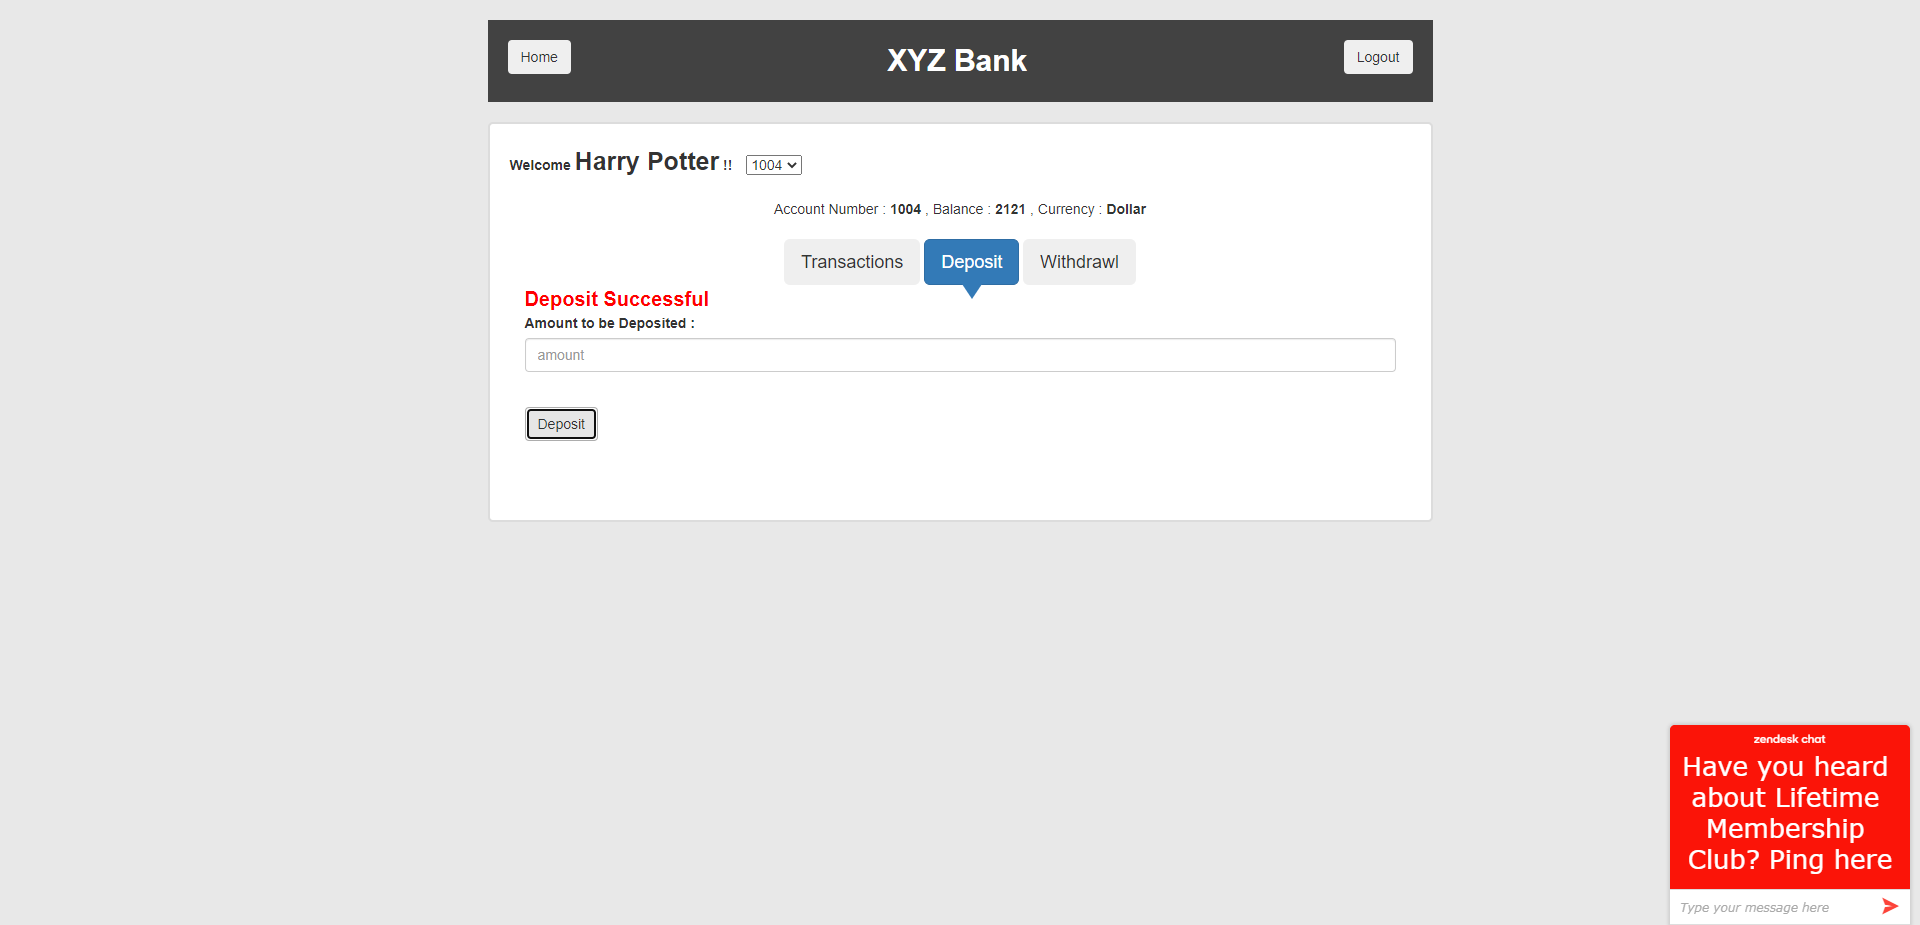 Home
XYZ Bank
Logout
Welcome Harry Potter !! 1004
Account Number : 1004 , Balance : 2121 , Currency : Dollar
Transactions
Deposit
Withdrawl
Deposit Successful
Amount to be Deposited :
amount
Deposit
zendesk chat
Have you heard
about Lifetime
Membership
Club? Ping here
Type your message here